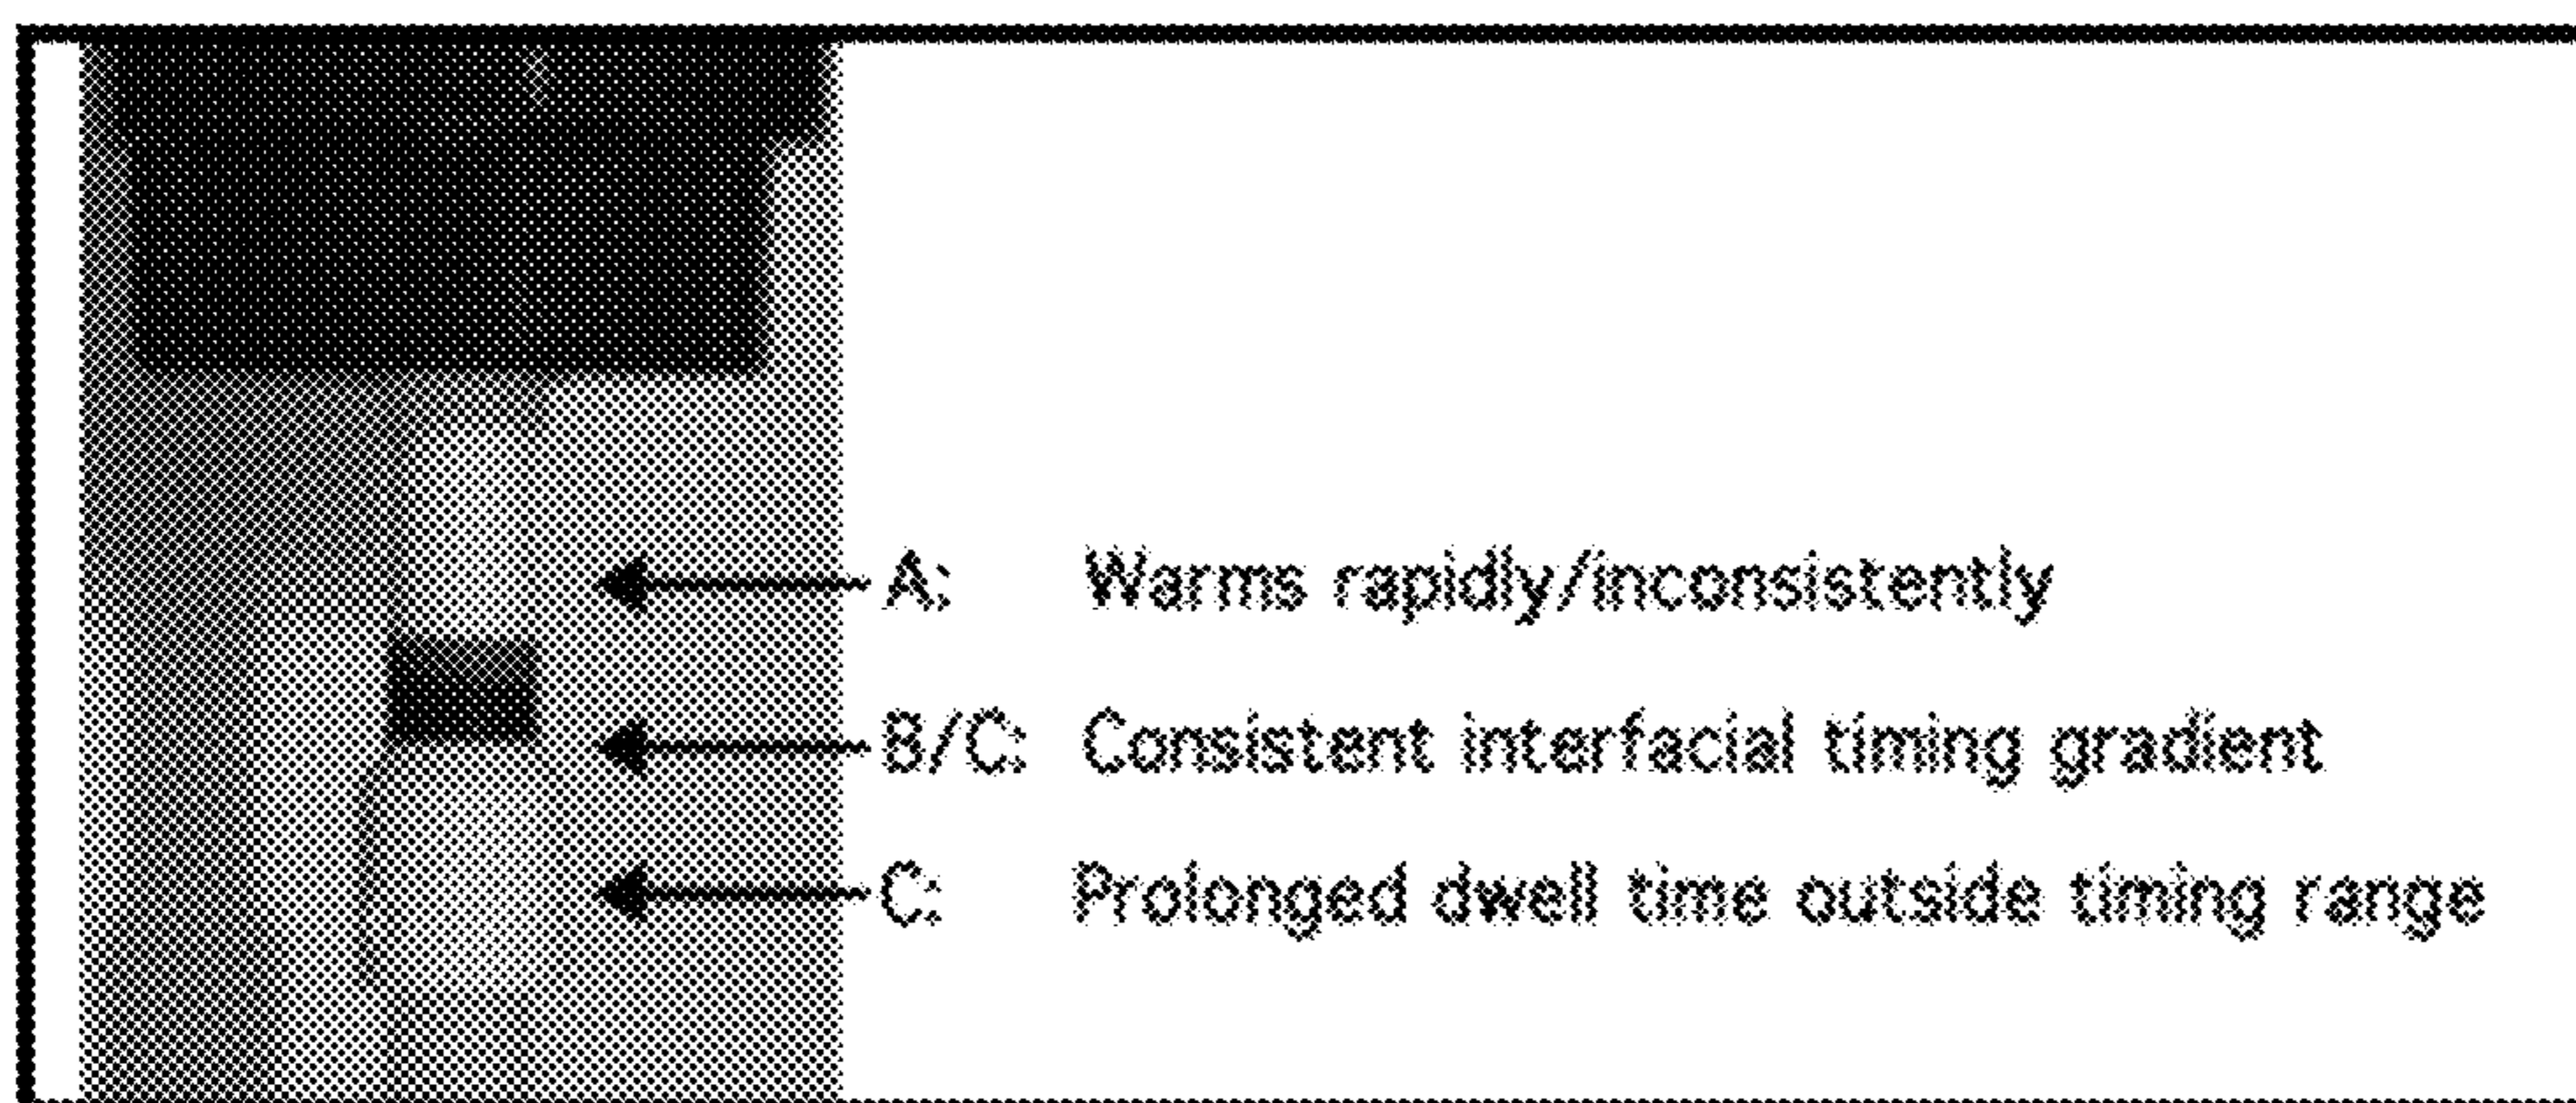 A: Warms rapidly/inconsistently
B/C: Consistent interfacial timing gradient
C: Prolonged dwell time outside timing range